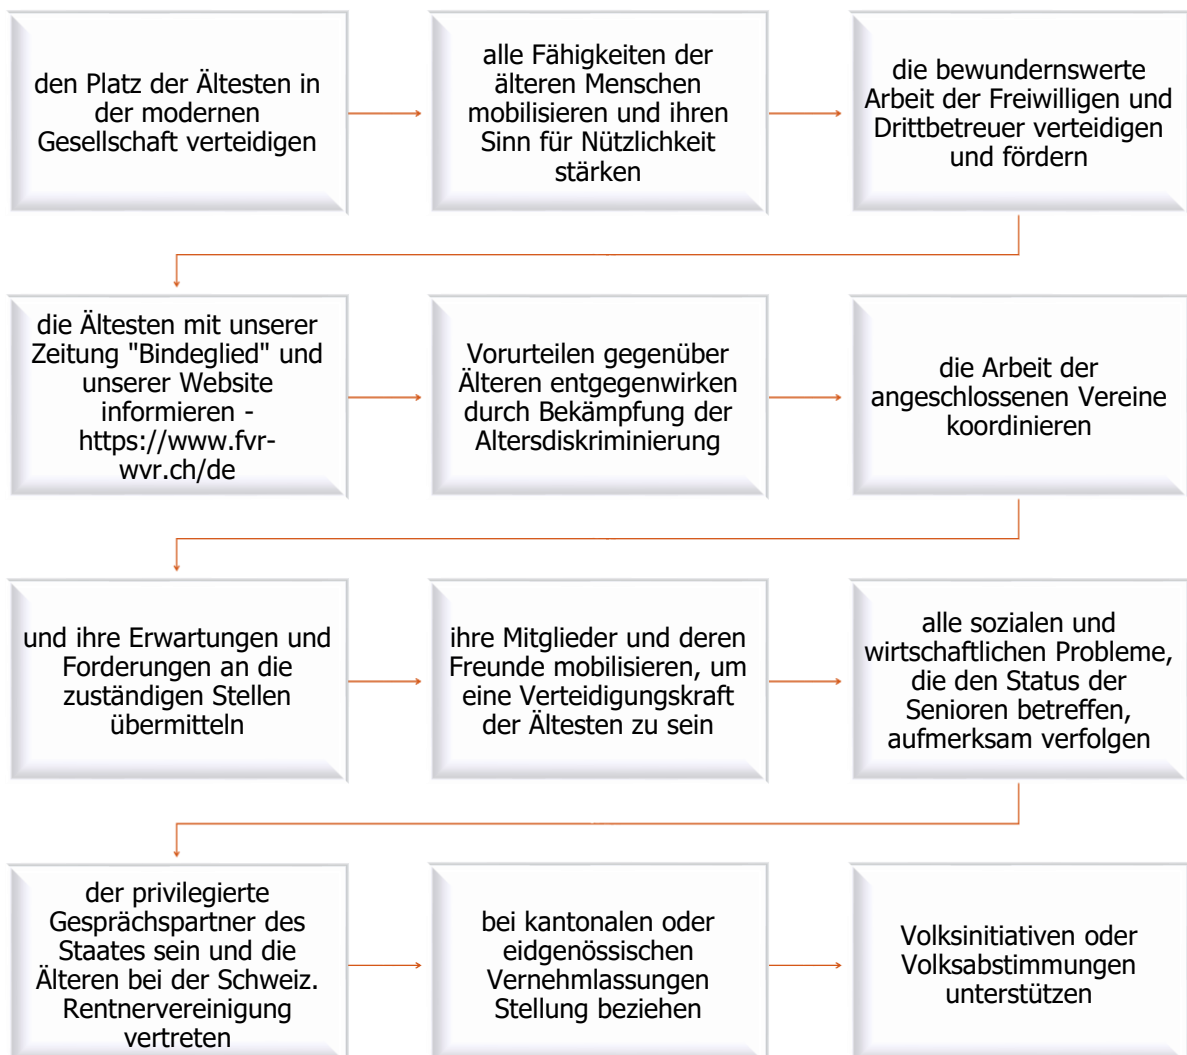 den Platz der Ältesten in
der modernen
Gesellschaft verteidigen
alle Fähigkeiten der
älteren Menschen
mobilisieren und ihren
Sinn für Nützlichkeit
stärken
die bewundernswerte
Arbeit der Freiwilligen und
Drittbetreuer verteidigen
und fördern
die Ältesten mit unserer
Zeitung "Bindeglied" und
unserer Website
informieren -
https://www.fvr-
wvr.ch/de
Vorurteilen gegenüber
Älteren entgegenwirken
durch Bekämpfung der
Altersdiskriminierung
die Arbeit der
angeschlossenen Vereine
koordinieren
und ihre Erwartungen und
Forderungen an die
zuständigen Stellen
übermitteln
ihre Mitglieder und deren
Freunde mobilisieren, um
eine Verteidigungskraft
der Ältesten zu sein
alle sozialen und
wirtschaftlichen Probleme,
die den Status der
Senioren betreffen,
aufmerksam verfolgen
der privilegierte
Gesprächspartner des
Staates sein und die
Älteren bei der Schweiz.
Rentnervereinigung
vertreten
bei kantonalen oder
eidgenössischen
Vernehmlassungen
Stellung beziehen
Volksinitiativen oder
Volksabstimmungen
unterstützen